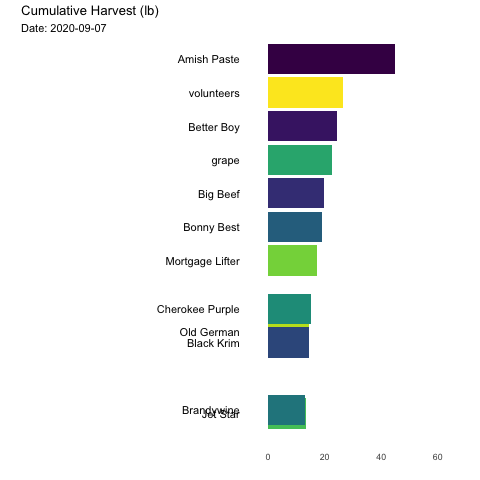 Cumulative Harvest (lb)
Date: 2020-09-07
Amish Paste
volunteers
Better Boy
grape
Big Beef
Bonny Best
Mortgage Lifter
Cherokee Purple
Old German
Black Krim
Brandywine
Jet Star
0 20 40 60